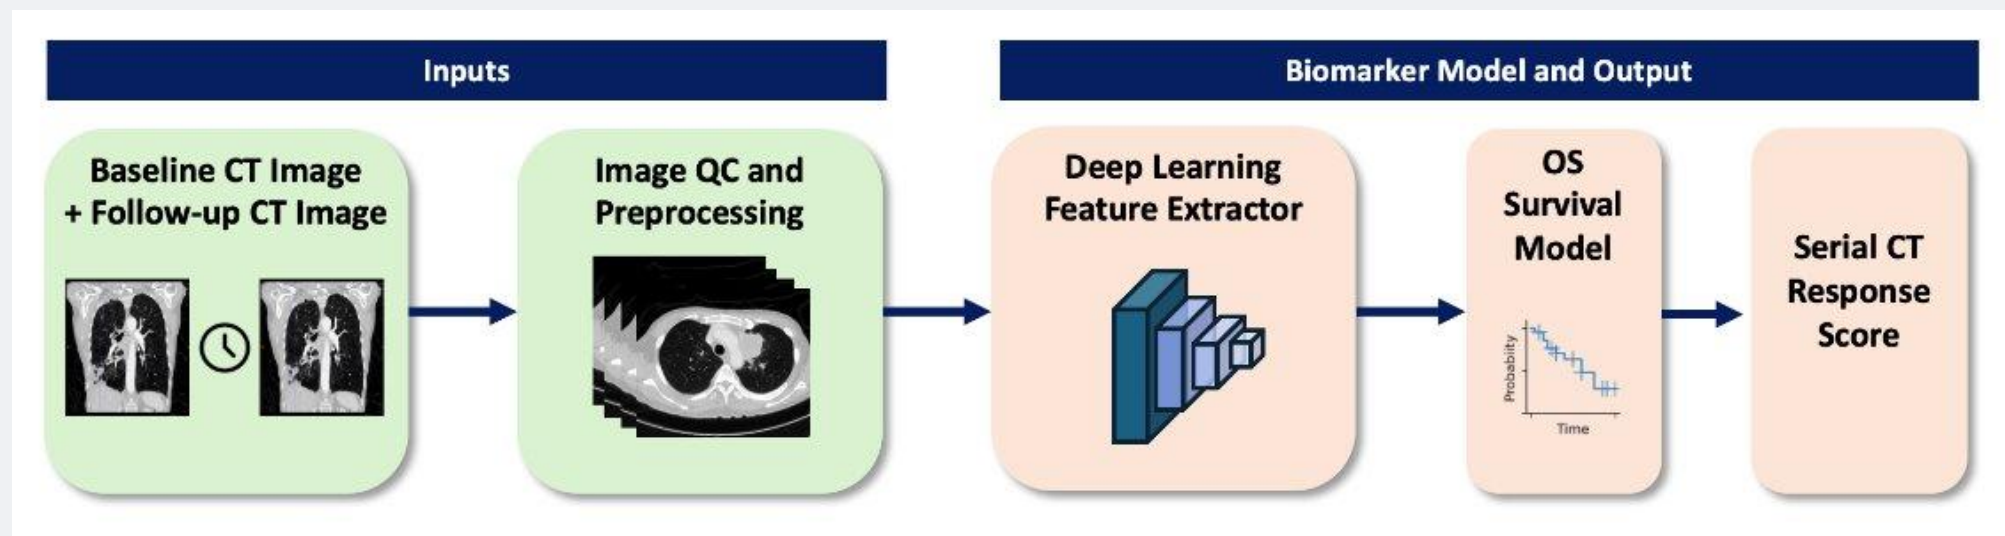 Inputs
Biomarker Model and Output
Baseline CT Image
+ Follow-up CT Image
Image QC and
Preprocessing
Deep Learning
Feature Extractor
OS
Survival
Model
Probability
Time
Serial CT
Response
Score